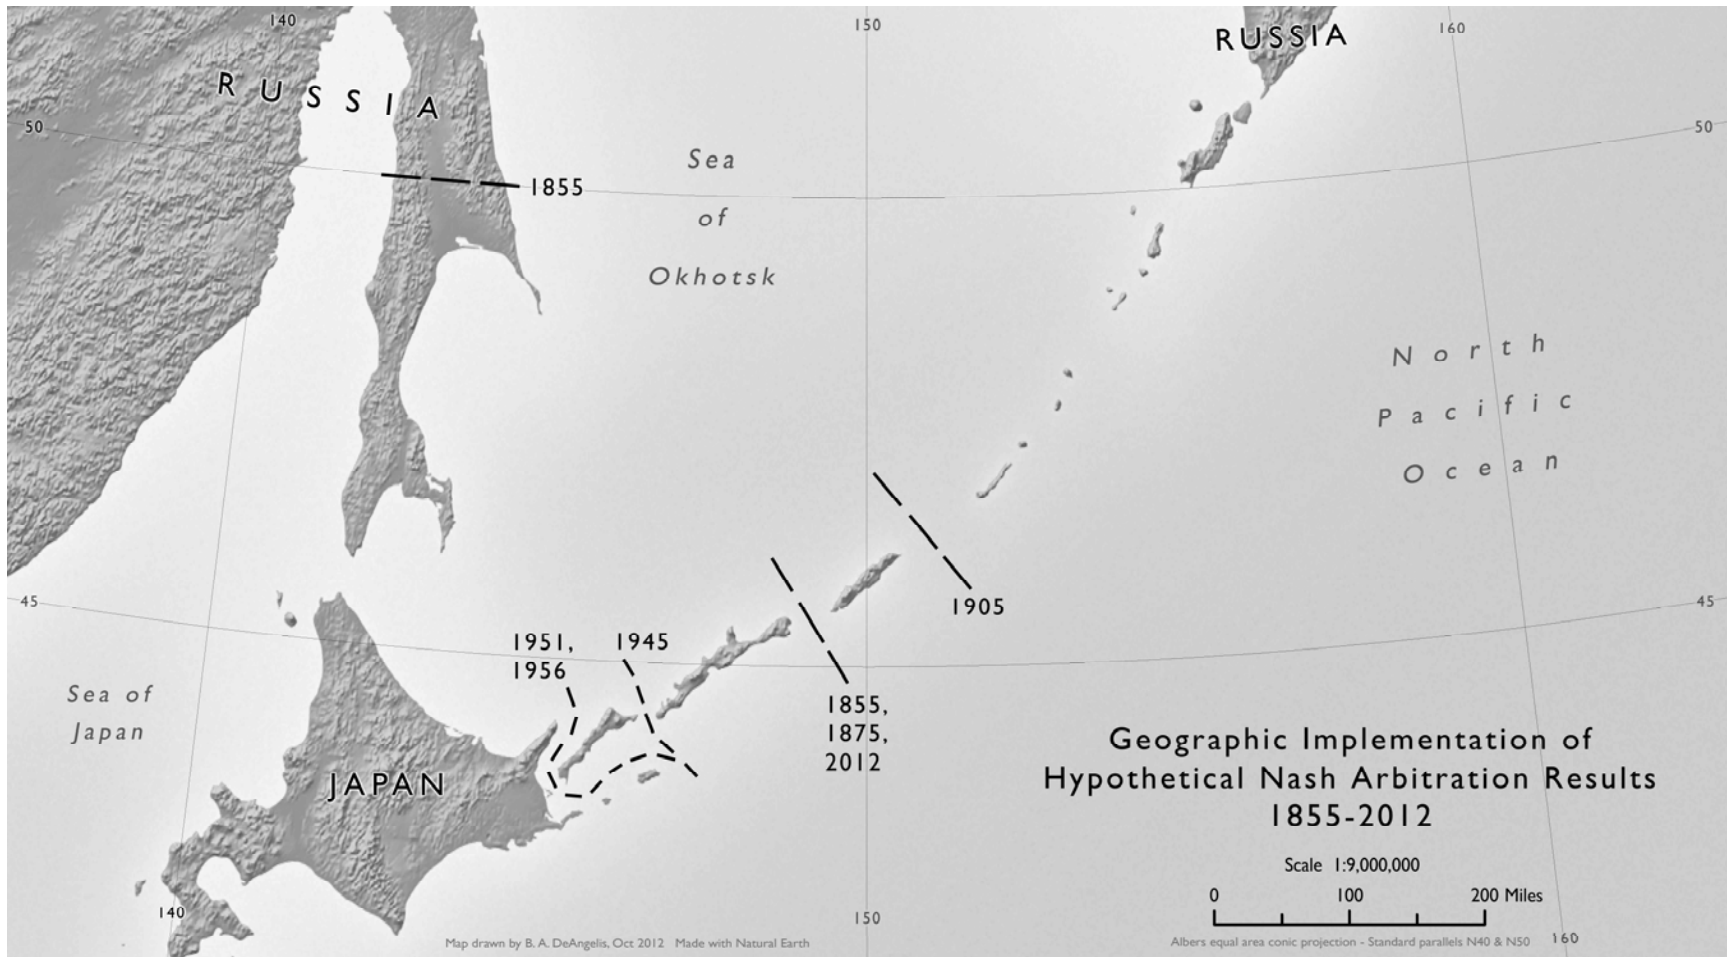 140
150
160
RUSSIA
RUSSIA
50
50
1855
Sea
of
Okhotsk
North
Pacific
Ocean
45
45
1905
1951,
1956
1945
1855,
1875,
2012
Sea of
Japan
JAPAN
Geographic Implementation of
Hypothetical Nash Arbitration Results
1855-2012
Scale 1:9,000,000
0 100 200 Miles
140
150
160
Map drawn by B. A. DeAngelis, Oct 2012 Made with Natural Earth
Albers equal area conic projection - Standard parallels N40 & N50